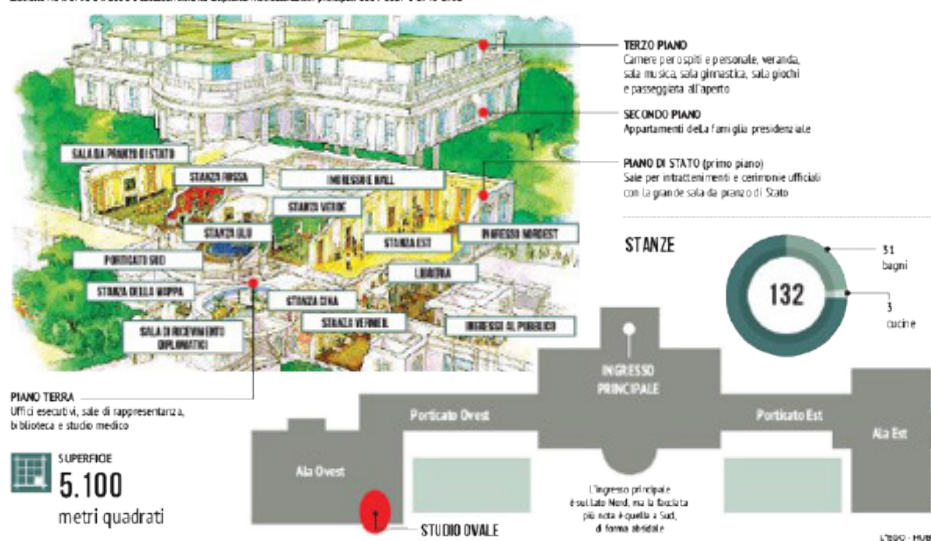 TERZO PIANO
Camere per ospiti e personale, veranda,
sala musica, sala ginnastica, sala giochi
e passeggiata all'aperto
SECONDO PIANO
Appartamenti della famiglia presidenziale
PIANO DI STATO (primo piano)
Sale per intrattenimenti e cerimonie ufficiali
con la grande sala da pranzo di Stato
SALA DA PRANZO DI STATO
STANZA ROSSA
INGRESSO E HALL
STANZA VERDE
STANZA BLU
STANZA EST
INGRESSO NORDEST
PORTICATO SUD
LIBRERIA
STANZA DELLA MAPPA
STANZA CINA
STANZA VERMEIL
INGRESSO AL PUBBLICO
SALA DI RICEVIMENTO
DIPLOMATICI
STANZE
132
31
bagni
3
cucine
PIANO TERRA
Uffici esecutivi, sale di rappresentanza,
biblioteca e studio medico
SUPERFICIE
5.100
metri quadrati
INGRESSO
PRINCIPALE
Porticato Ovest
Porticato Est
Ala Ovest
Ala Est
L'ingresso principale
è sul lato Nord, ma la facciata
più nota è quella a Sud,
di forma absidale
STUDIO OVALE
L'EGO - HUB